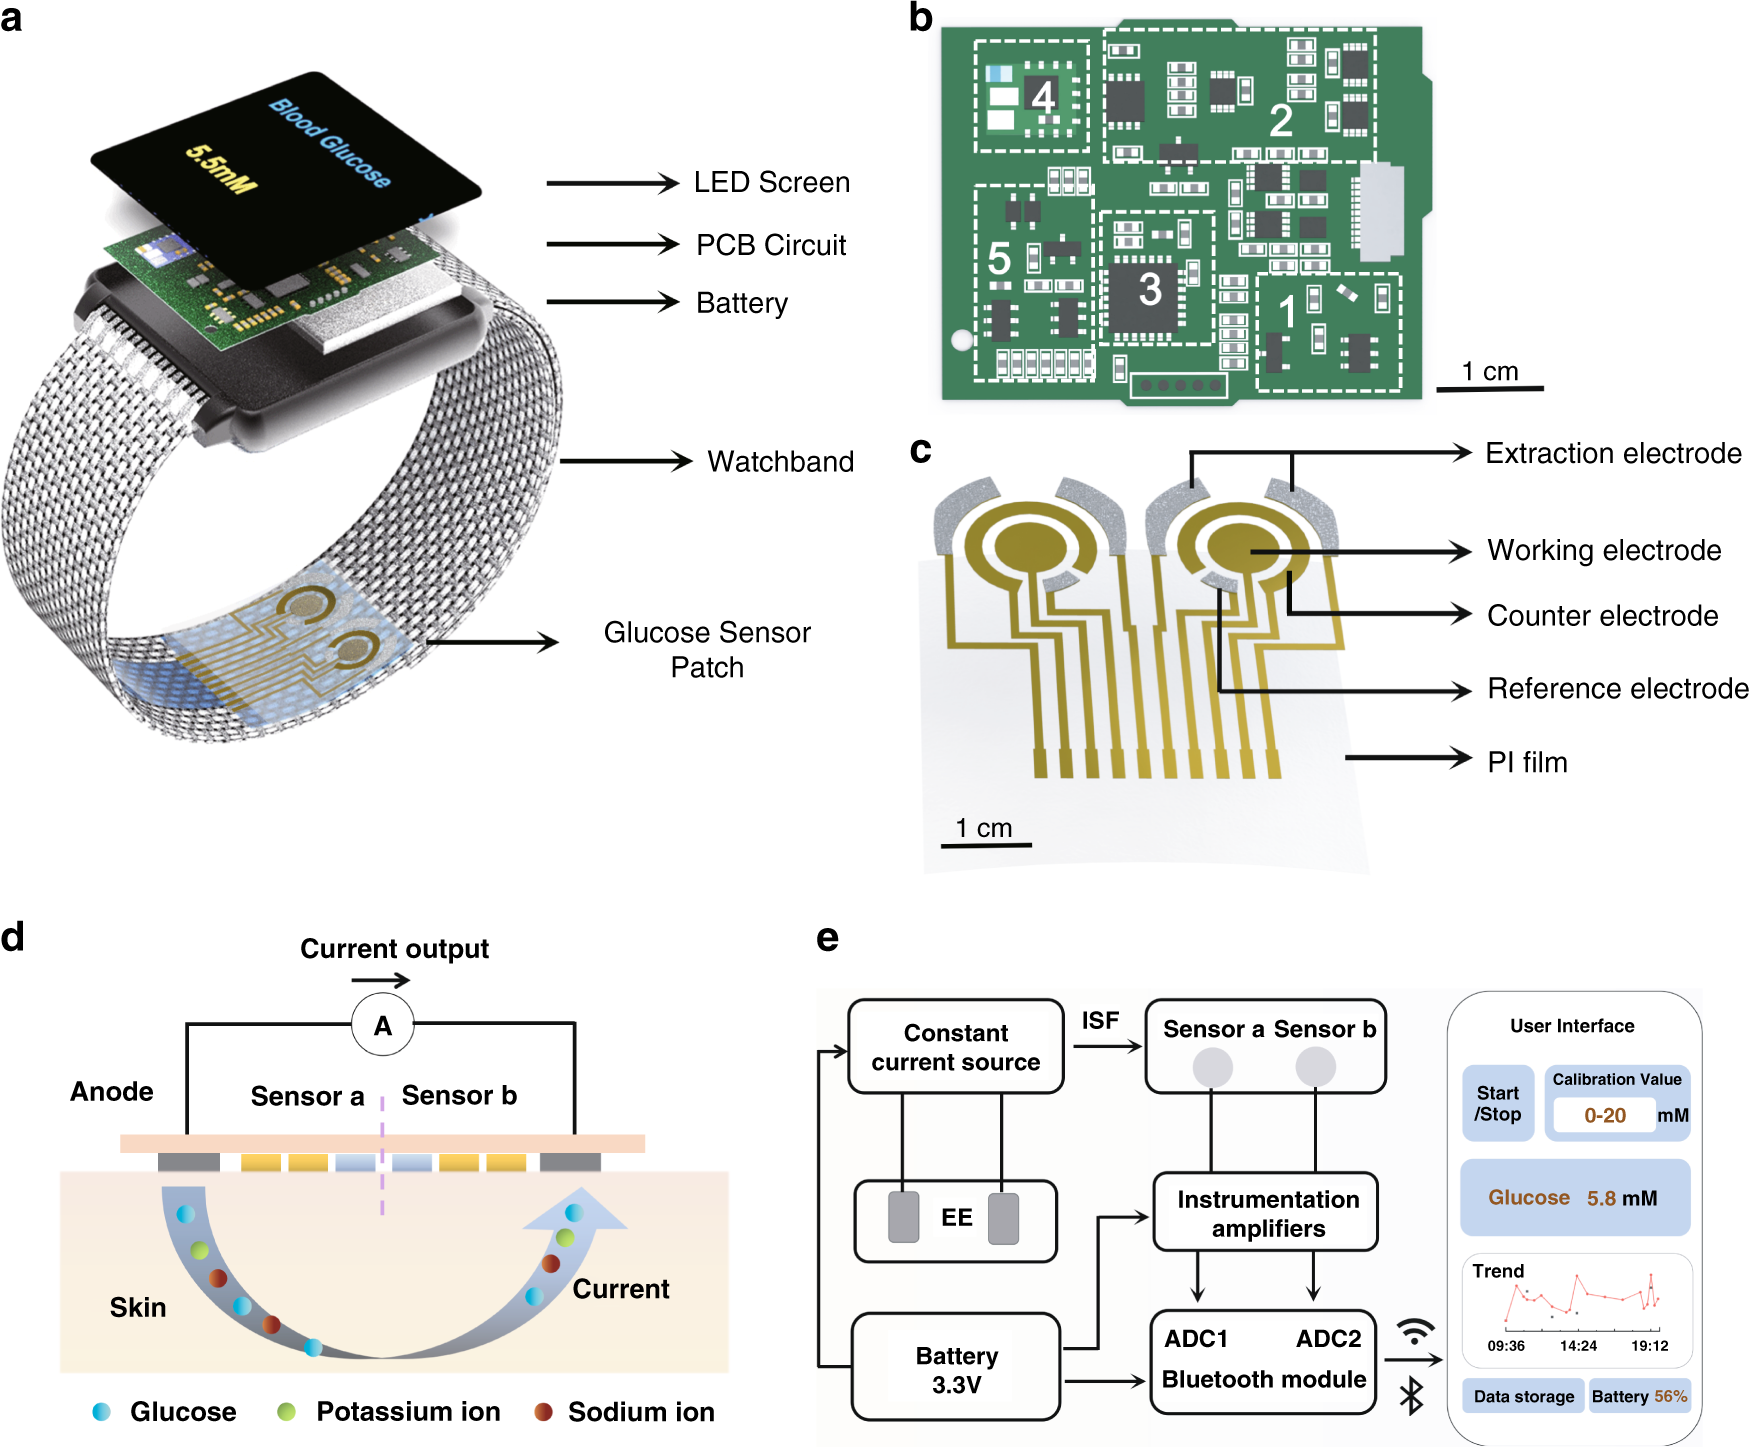 a
Blood Glucose
5.5mM
LED Screen
PCB Circuit
Battery
Watchband
Glucose Sensor
Patch
b
4
2
5
3
1
1 cm
c
Extraction electrode
Working electrode
Counter electrode
Reference electrode
PI film
1 cm
d
Current output
A
Anode
Sensor a
Sensor b
Skin
Current
Glucose
Potassium ion
Sodium ion
e
Constant
current source
ISF
Sensor a Sensor b
EE
Instrumentation
amplifiers
Battery
3.3V
ADC1 ADC2
Bluetooth module
User Interface
Start
/Stop
Calibration Value
0-20 mM
Glucose 5.8 mM
Trend
09:36 14:24 19:12
Data storage
Battery 56%